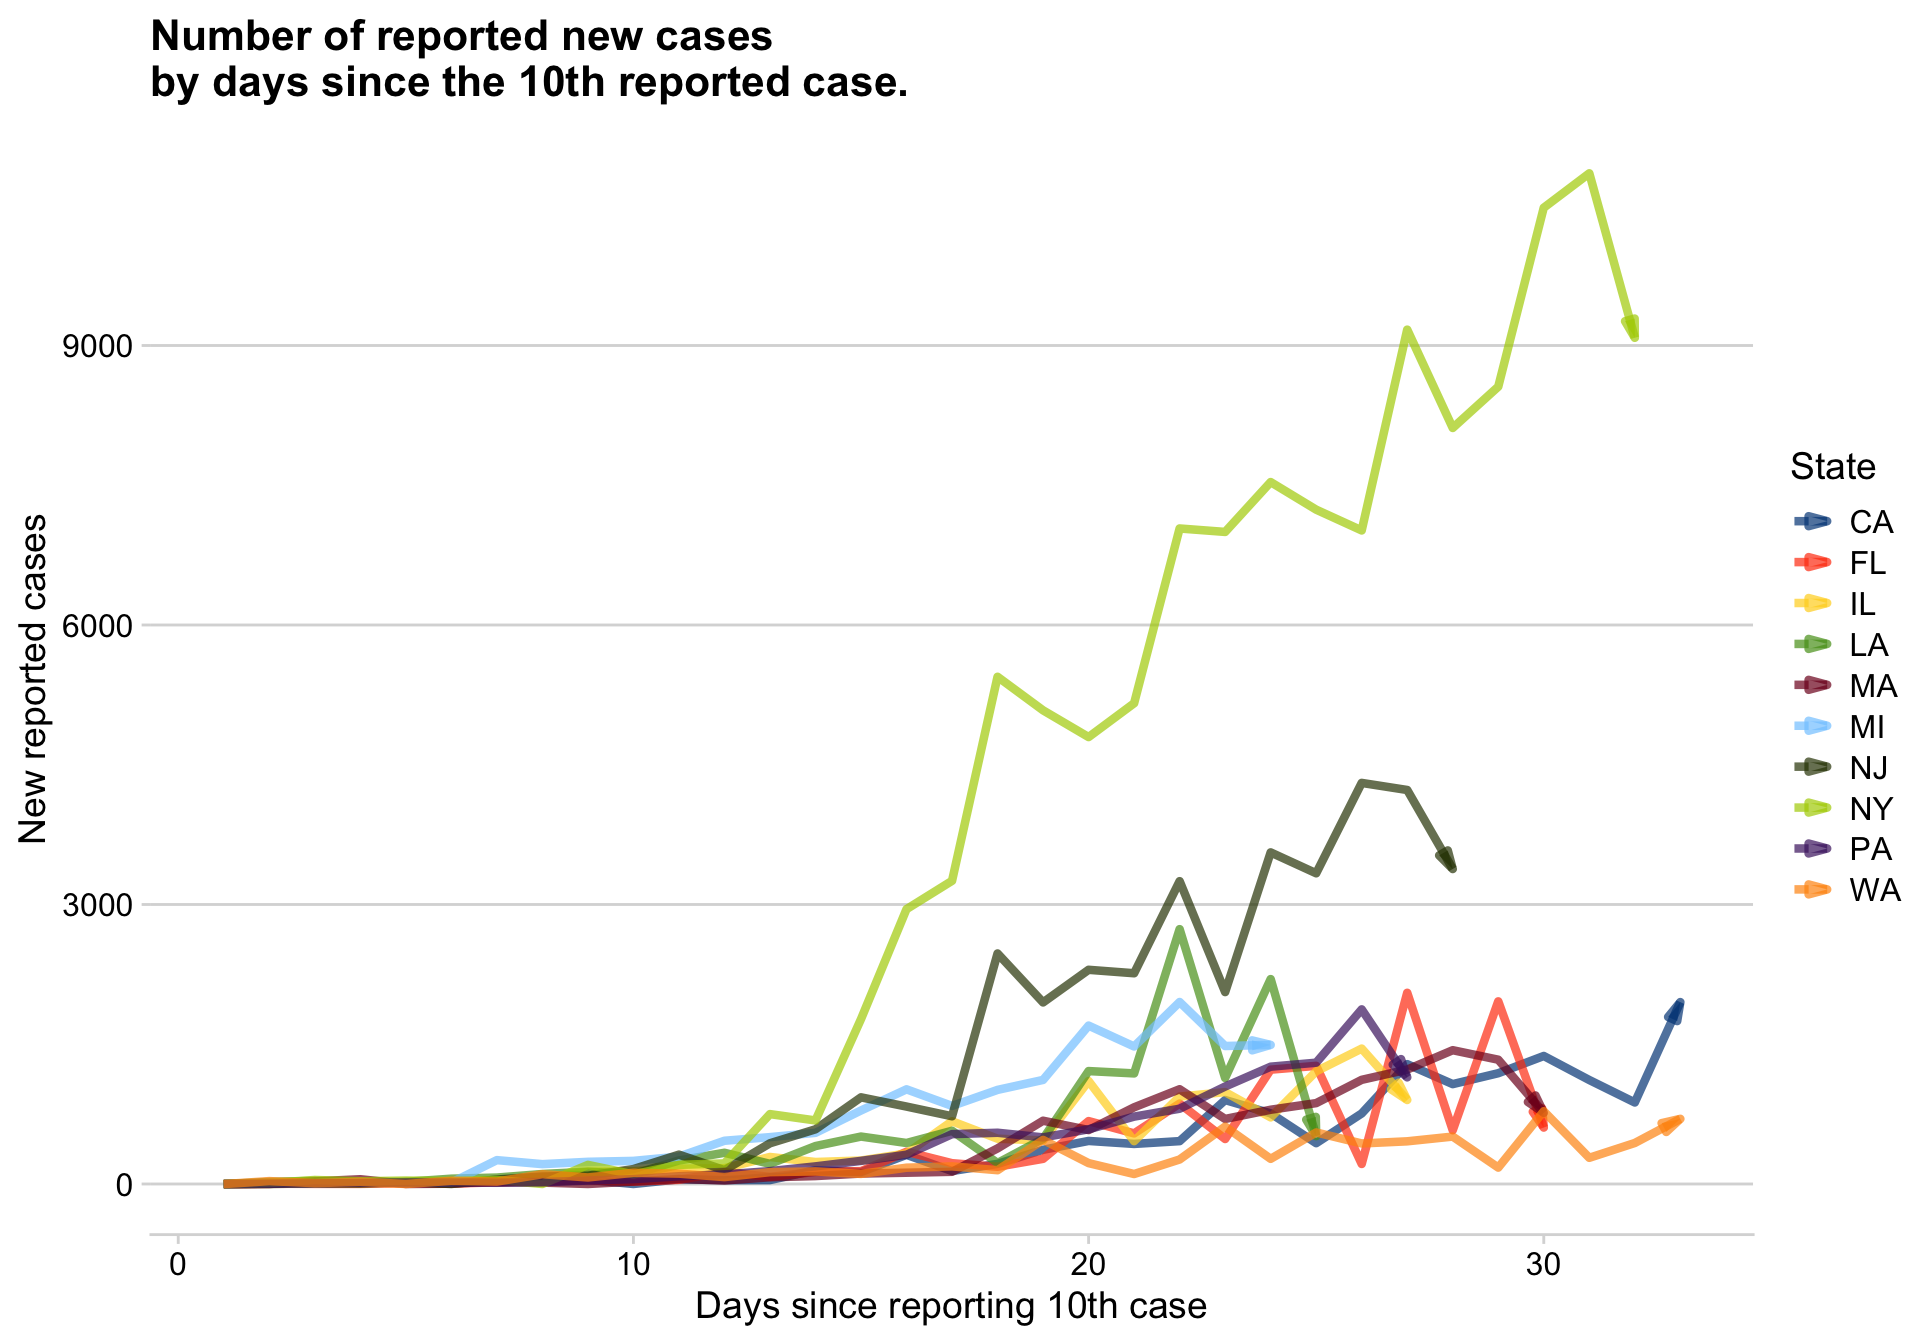 Number of reported new cases
by days since the 10th reported case.
New reported cases
9000
6000
3000
0
0 10 20 30
Days since reporting 10th case
State
CA
FL
IL
LA
MA
MI
NJ
NY
PA
WA